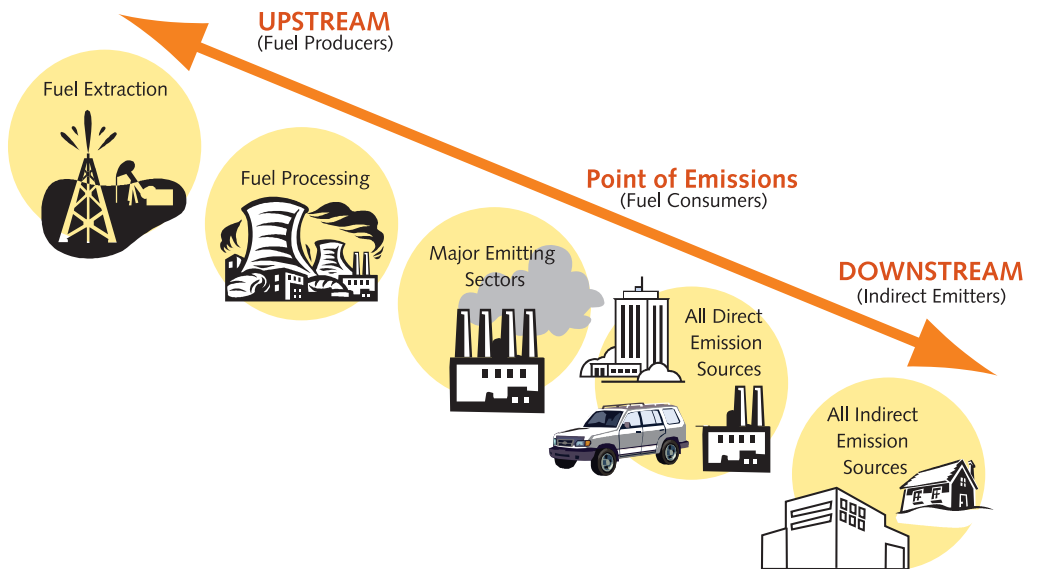 UPSTREAM
(Fuel Producers)
Fuel Extraction
Fuel Processing
Point of Emissions
(Fuel Consumers)
Major Emitting
Sectors
DOWNSTREAM
(Indirect Emitters)
All Direct
Emission
Sources
All Indirect
Emission
Sources